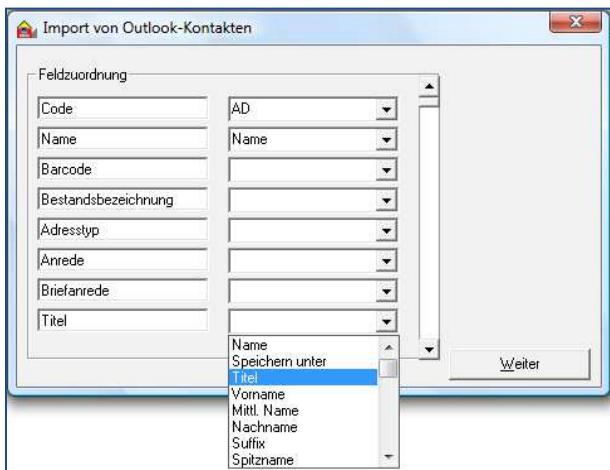 Import von Outlook-Kontakten
Feldzuordnung
Code AD
Name Name
Barcode
Bestandsbezeichnung
Adresstyp
Anrede
Briefanrede
Titel
Name
Speichern unter
Titel
Vorname
Mittl. Name
Nachname
Suffix
Spitzname
Weiter